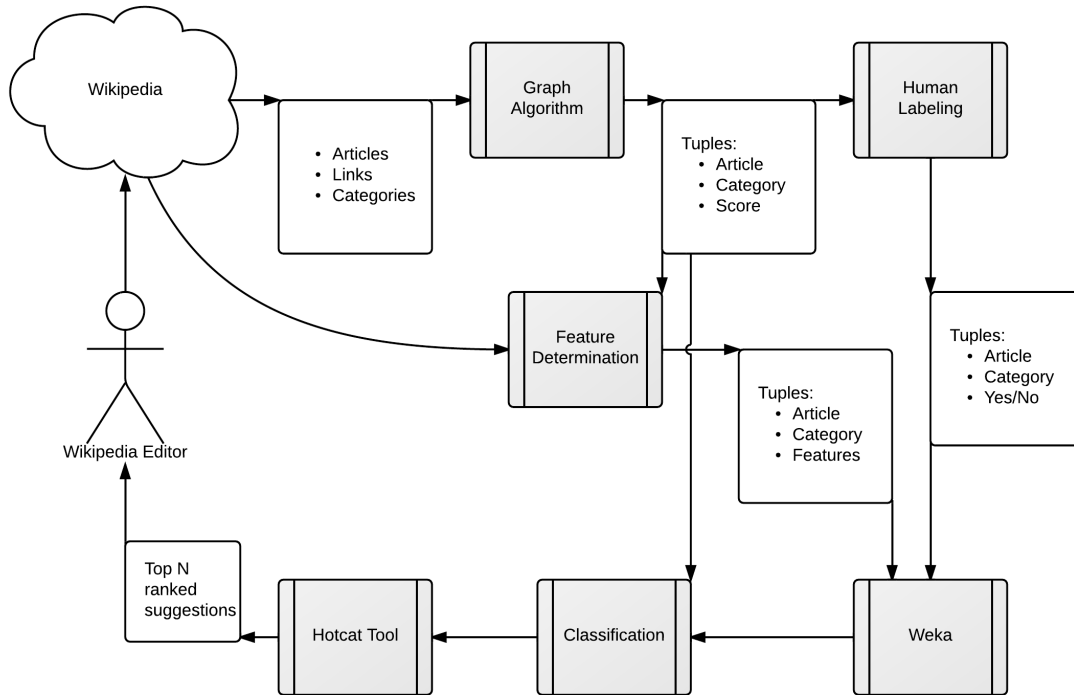 Wikipedia
• Articles
• Links
• Categories
Graph
Algorithm
Tuples:
• Article
• Category
• Score
Human
Labeling
Feature
Determination
Tuples:
• Article
• Category
• Features
Tuples:
• Article
• Category
• Yes/No
Wikipedia Editor
Top N
ranked
suggestions
Hotcat Tool
Classification
Weka